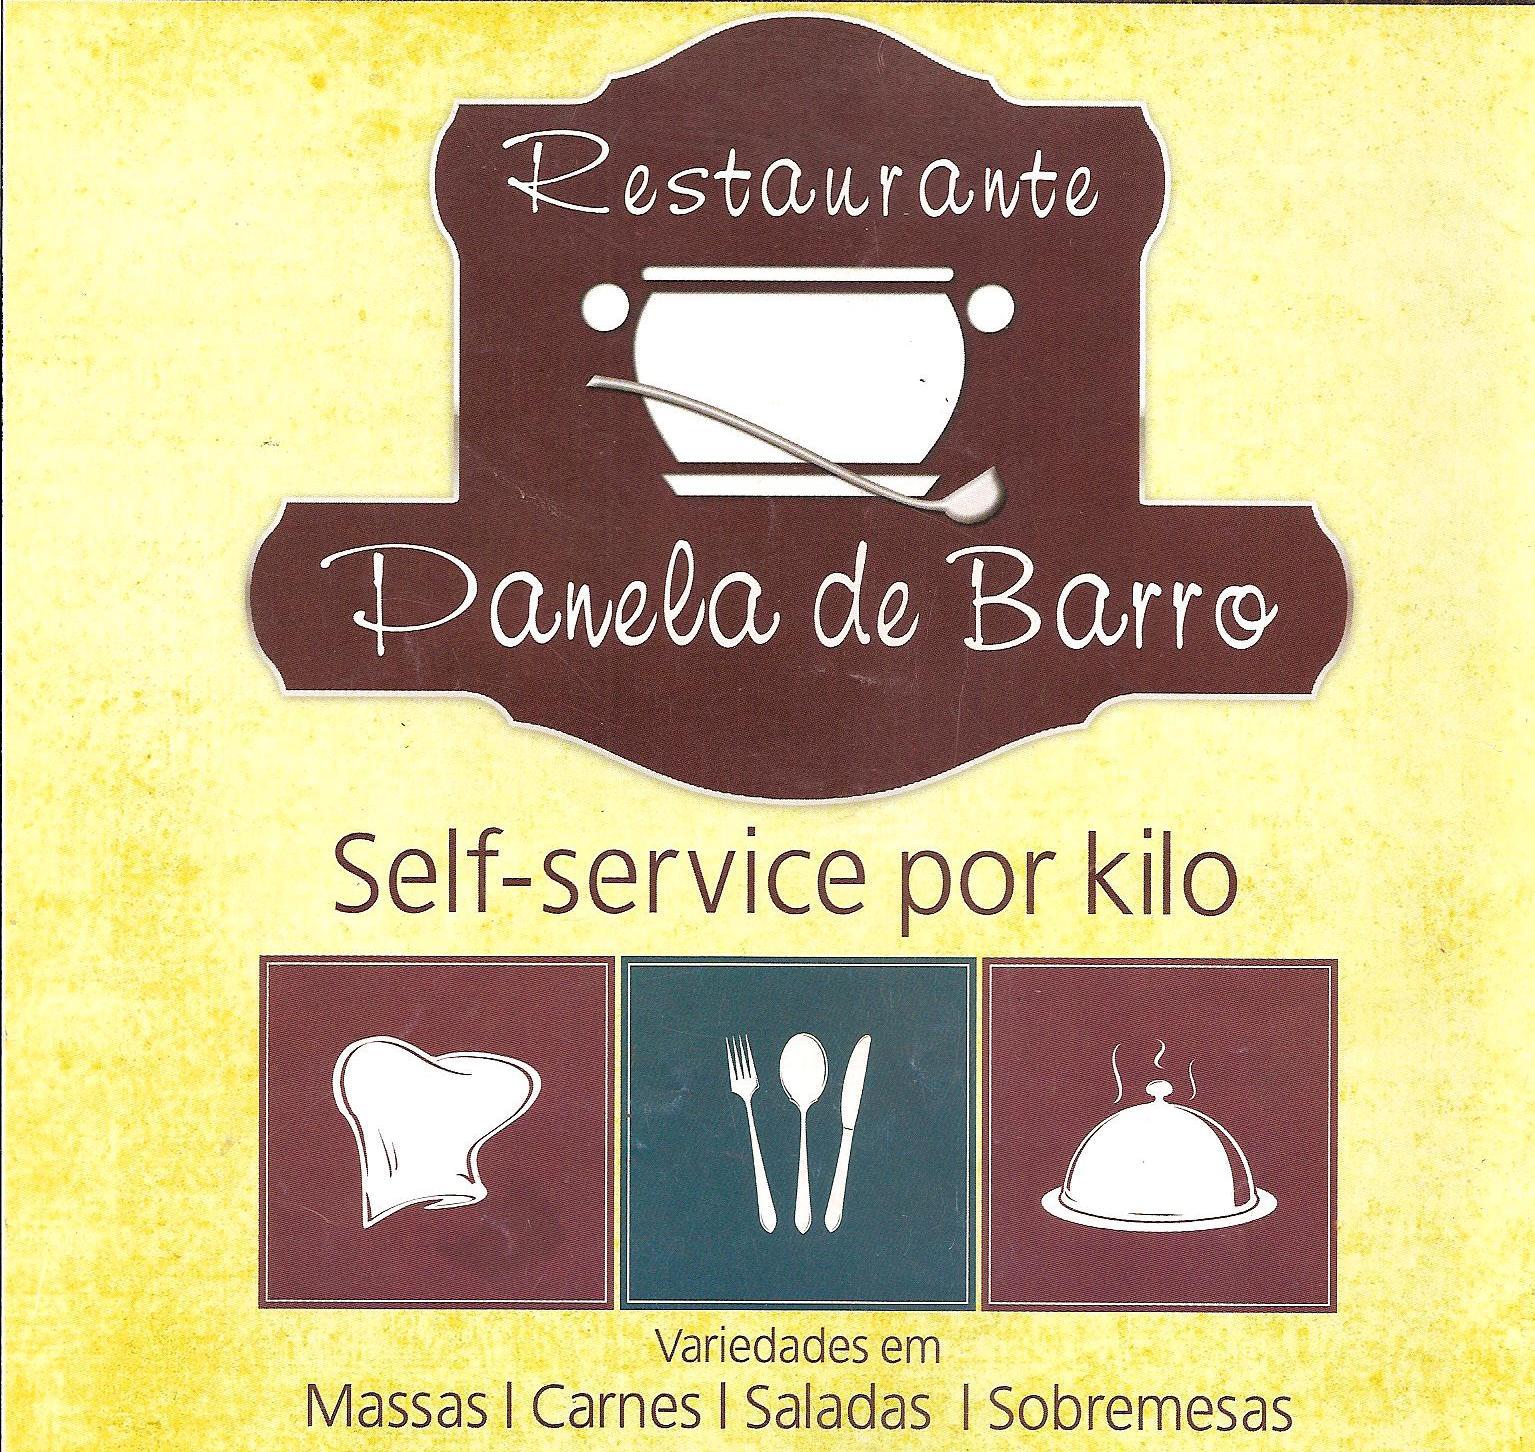 Restaurante
Panela de Barro
Self-service por kilo
Variedades em
Massas | Carnes | Saladas | Sobremesas